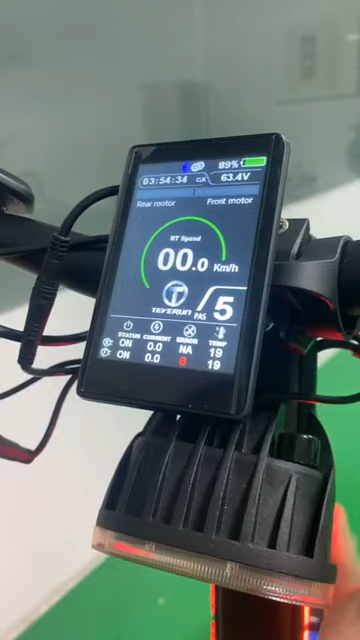 89%
03:54:34 CLK 63.4V
Rear motor Front motor
RT Speed
00.0 Km/h
TEVERUN PAS 5
STATUS CURRENT ERROR TEMP
ON 0.0 NA 19
ON 0.0 19